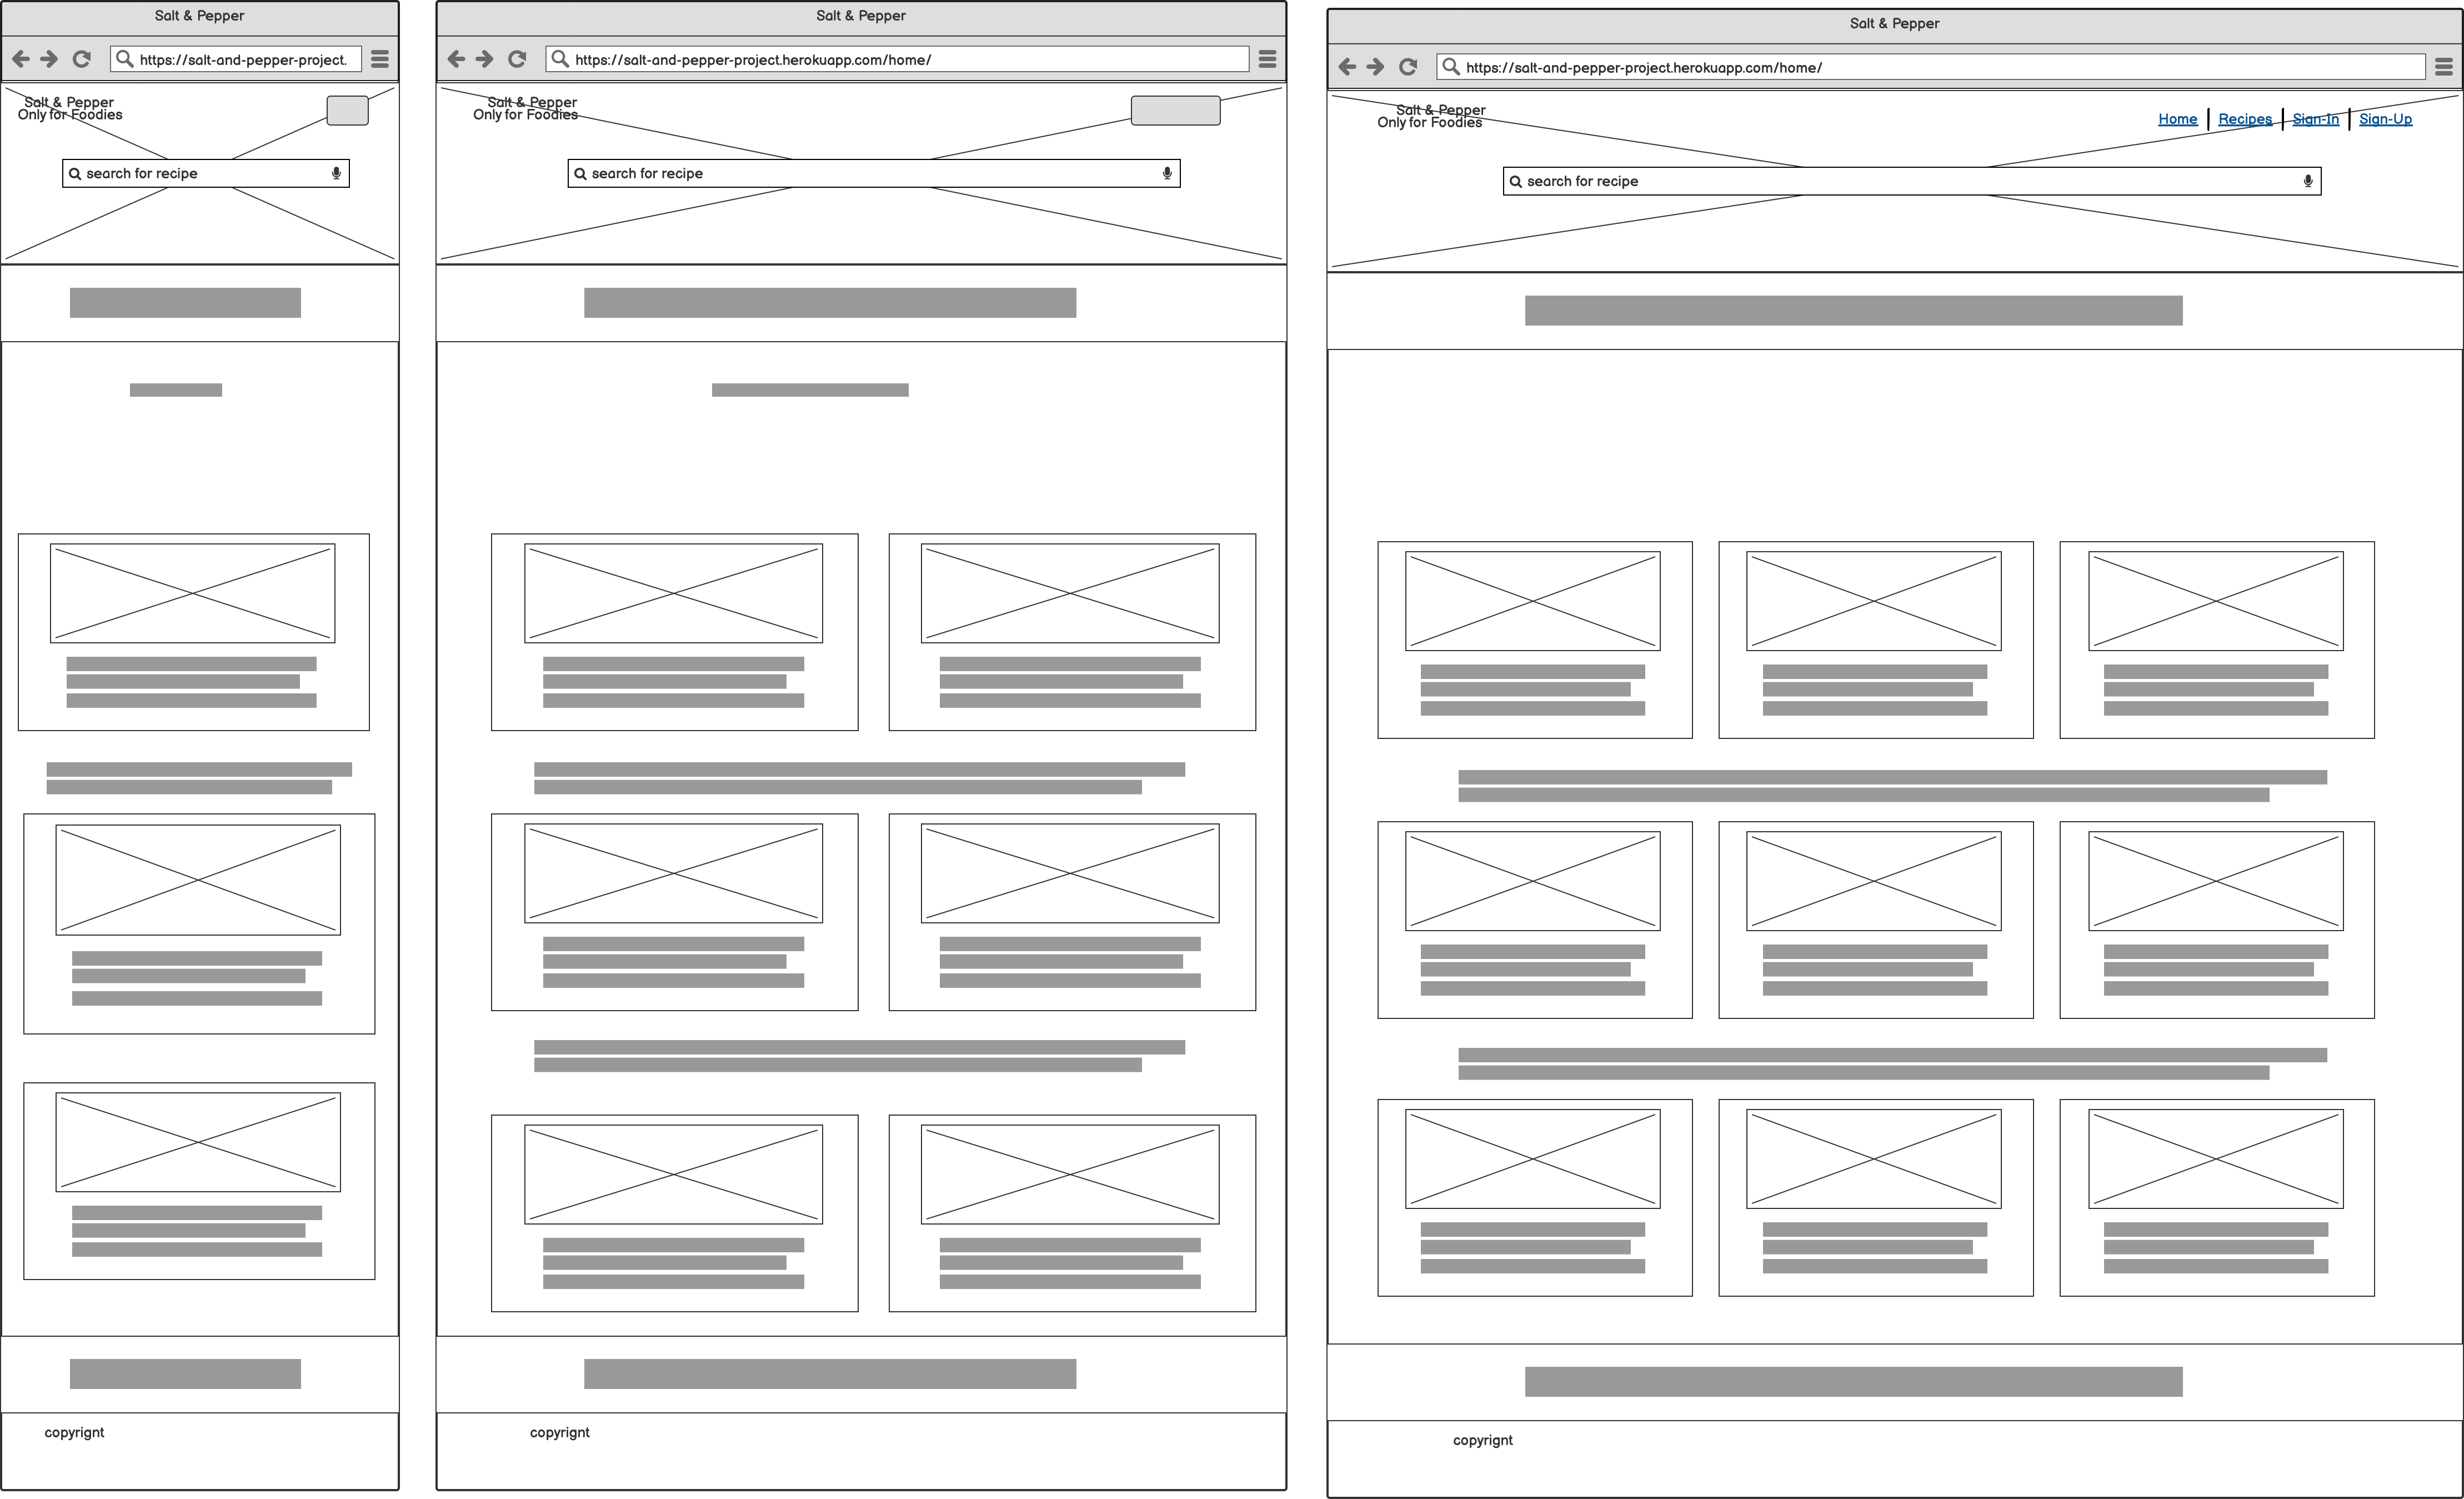 Salt & Pepper
https://salt-and-pepper-project.
Salt & Pepper
Only for Foodies
search for recipe
copyrignt
Salt & Pepper
https://salt-and-pepper-project.herokuapp.com/home/
Salt & Pepper
Only for Foodies
search for recipe
copyrignt
Salt & Pepper
https://salt-and-pepper-project.herokuapp.com/home/
Salt & Pepper
Only for Foodies
Home | Recipes | Sign-In | Sign-Up
search for recipe
copyrignt